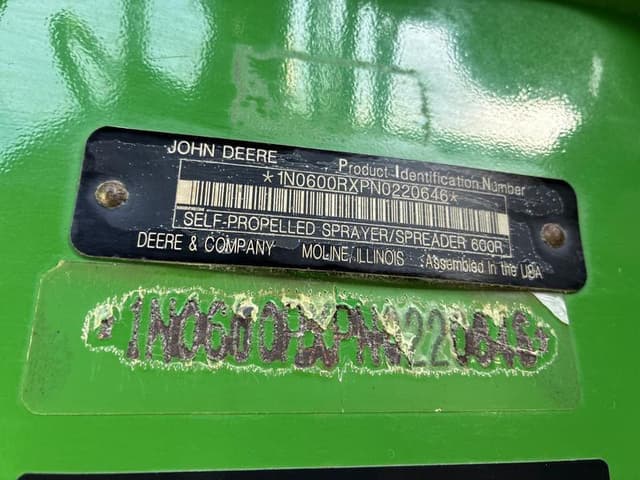 JOHN DEERE
Product Identification Number
*1N0600RXPN0220646*
SELF-PROPELLED SPRAYER/SPREADER 600R
DEERE & COMPANY MOLINE, ILLINOIS Assembled in the USA